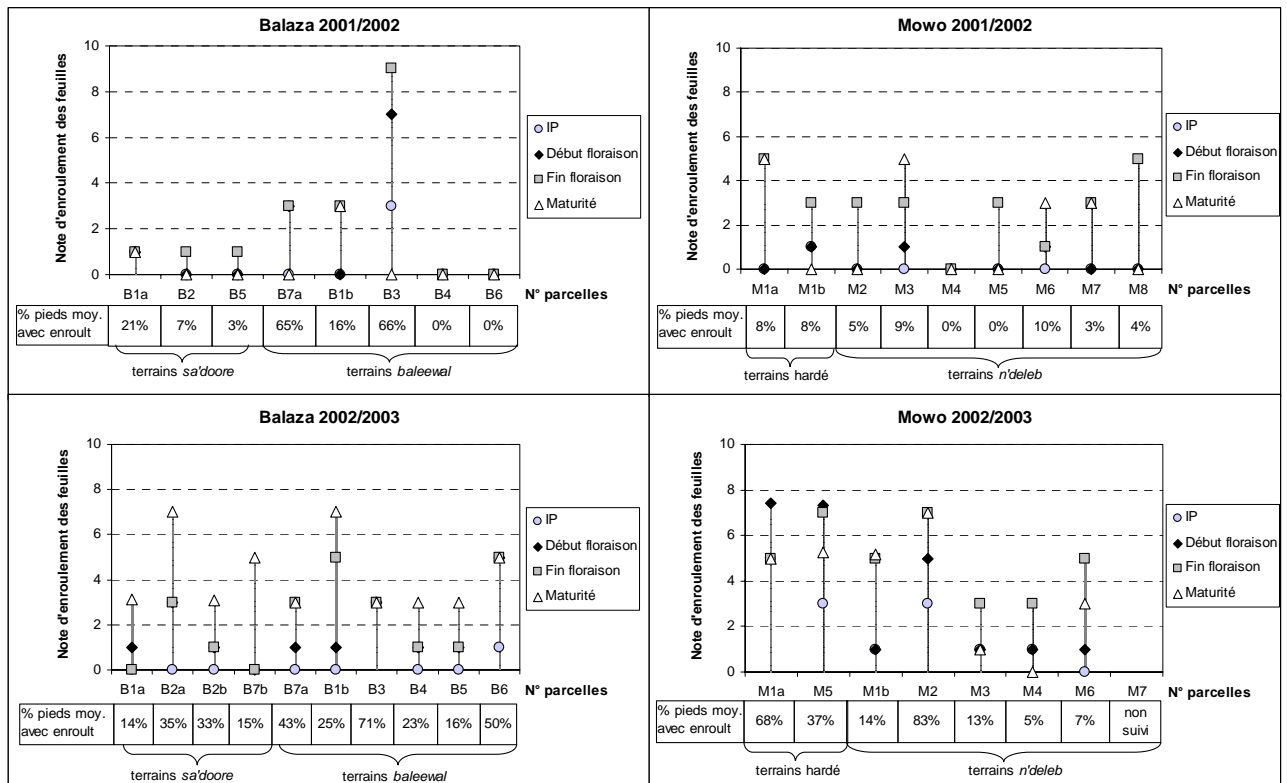 Balaza 2001/2002
Note d'enroulement des feuilles
10
8
6
4
2
0
B1a B2 B5 B7a B1b B3 B4 B6 N° parcelles
IP
Début floraison
Fin floraison
Maturité
% pieds moy. avec enroult 21% 7% 3% 65% 16% 66% 0% 0%
terrains sa'doore terrains baleewal
Mowo 2001/2002
Note d'enroulement des feuilles
10
8
6
4
2
0
M1a M1b M2 M3 M4 M5 M6 M7 M8 N° parcelles
IP
Début floraison
Fin floraison
Maturité
% pieds moy. avec enroult 8% 8% 5% 9% 0% 0% 10% 3% 4%
terrains hardé terrains n'deleb
Balaza 2002/2003
Note d'enroulement des feuilles
10
8
6
4
2
0
B1a B2a B2b B7b B7a B1b B3 B4 B5 B6 N° parcelles
IP
Début floraison
Fin floraison
Maturité
% pieds moy. avec enroult 14% 35% 33% 15% 43% 25% 71% 23% 16% 50%
terrains sa'doore terrains baleewal
Mowo 2002/2003
Note d'enroulement des feuilles
10
8
6
4
2
0
M1a M5 M1b M2 M3 M4 M6 M7 N° parcelles
IP
Début floraison
Fin floraison
Maturité
% pieds moy. avec enroult 68% 37% 14% 83% 13% 5% 7% non suivi
terrains hardé terrains n'deleb